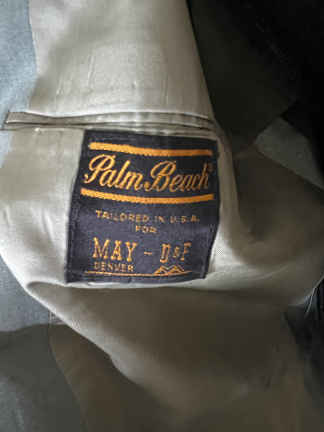 Palm Beach®
TAILORED IN U.S.A.
FOR
MAY - D&F
DENVER